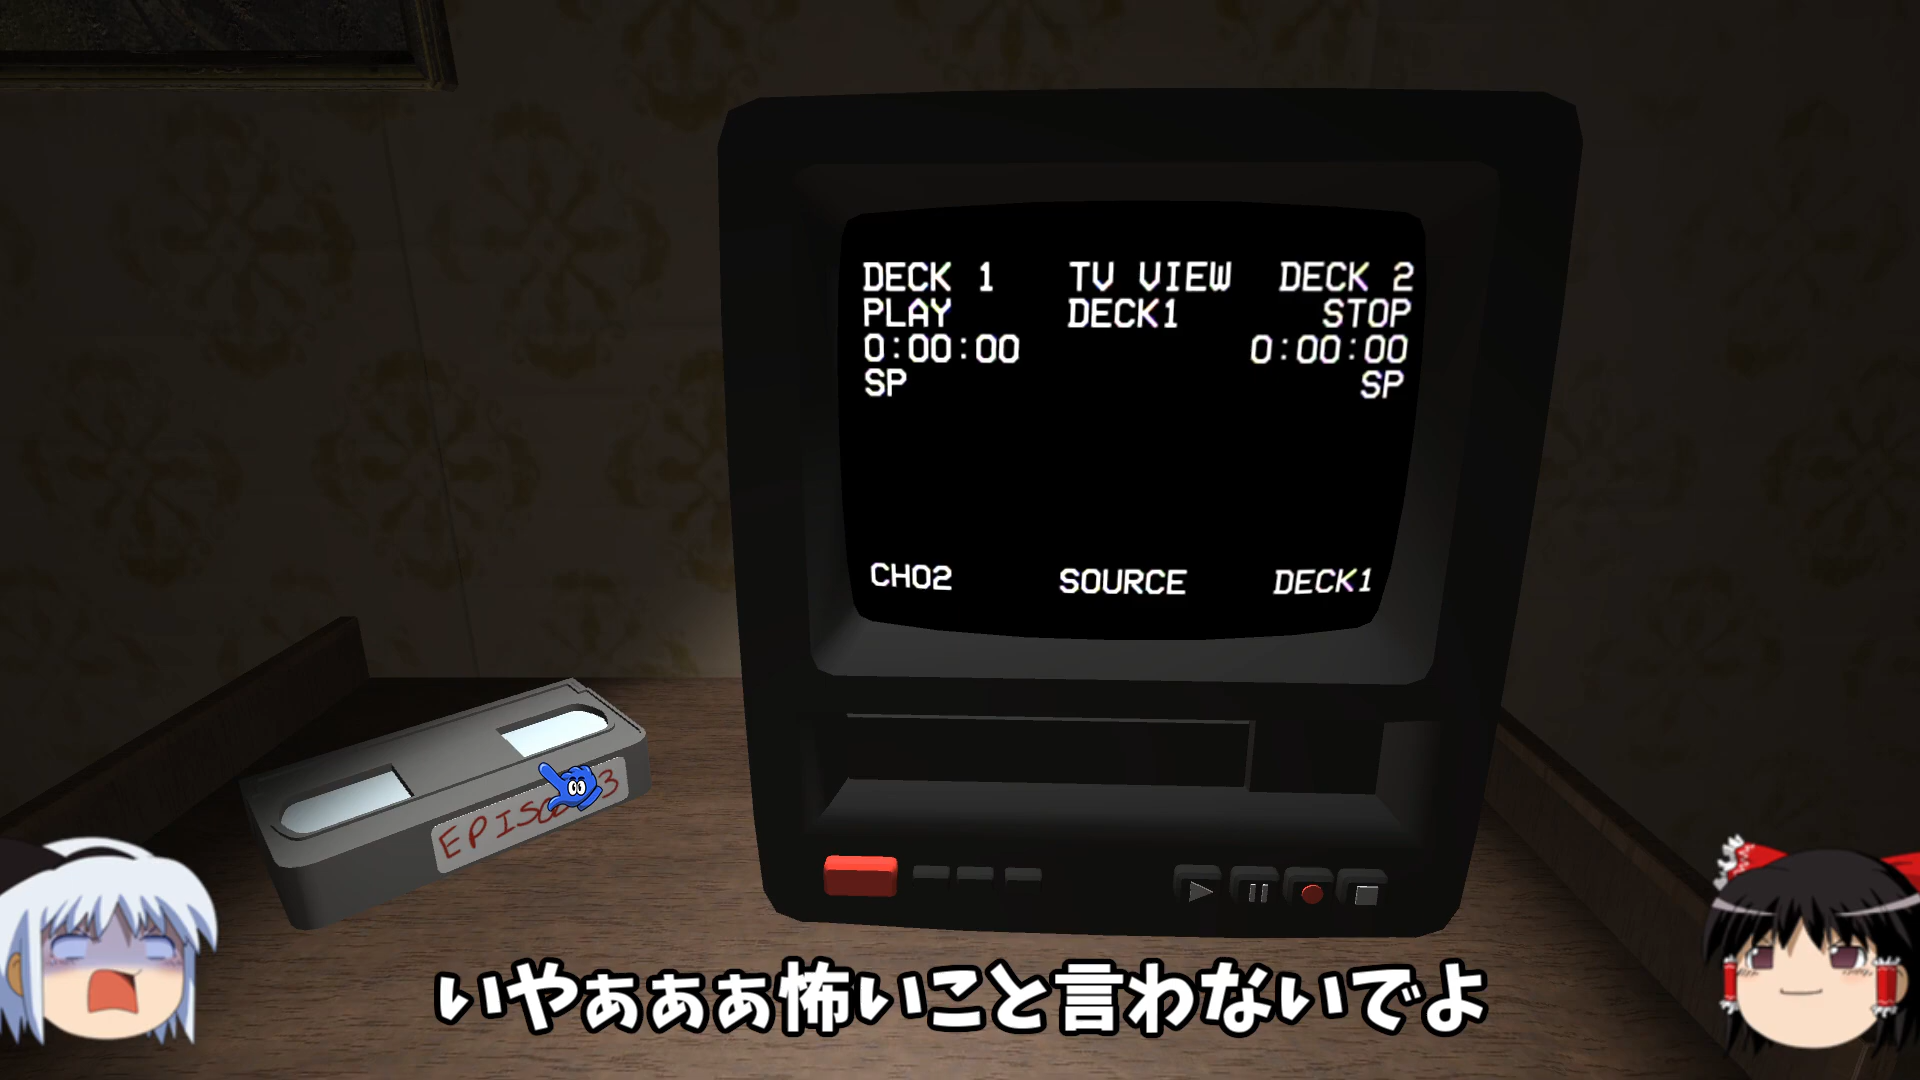 DECK 1 TV VIEW DECK 2
PLAY DECK1 STOP
0:00:00 0:00:00
SP SP
CH02 SOURCE DECK1
3
いやぁぁぁ怖いこと言わないでよ